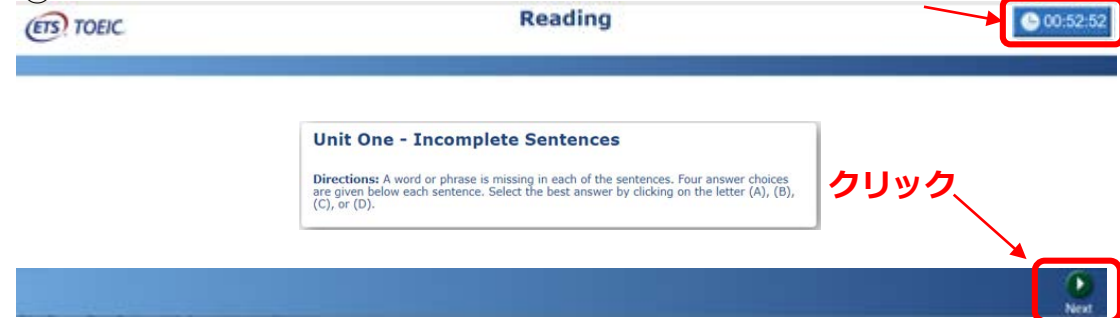 ETS TOEIC
Reading
00:52:52
Unit One - Incomplete Sentences
Directions: A word or phrase is missing in each of the sentences. Four answer choices
are given below each sentence. Select the best answer by clicking on the letter (A), (B),
(C), or (D).
クリック
Next